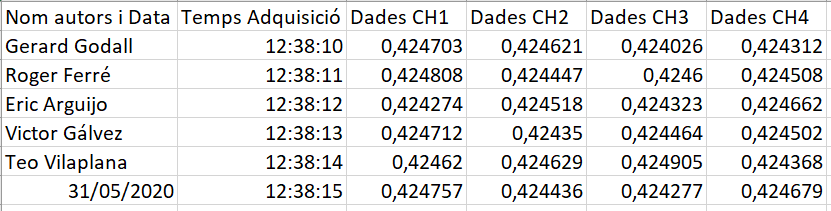 Nom autors i Data Temps Adquisició Dades CH1 Dades CH2 Dades CH3 Dades CH4
Gerard Godall 12:38:10 0,424703 0,424621 0,424026 0,424312
Roger Ferré 12:38:11 0,424808 0,424447 0,4246 0,424508
Eric Arguijo 12:38:12 0,424274 0,424518 0,424323 0,424662
Victor Gálvez 12:38:13 0,424712 0,42435 0,424464 0,424502
Teo Vilaplana 12:38:14 0,42462 0,424629 0,424905 0,424368
31/05/2020 12:38:15 0,424757 0,424436 0,424277 0,424679